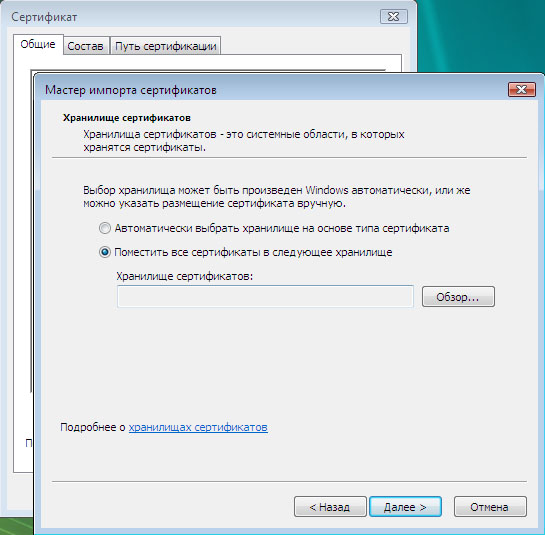 Сертификат
Общие Состав Путь сертификации
Мастер импорта сертификатов
Хранилище сертификатов
Хранилища сертификатов - это системные области, в которых
хранятся сертификаты.
Выбор хранилища может быть произведен Windows автоматически, или же
можно указать размещение сертификата вручную.
Автоматически выбрать хранилище на основе типа сертификата
Поместить все сертификаты в следующее хранилище
Хранилище сертификатов:
Обзор...
Подробнее о хранилищах сертификатов
< Назад Далее > Отмена